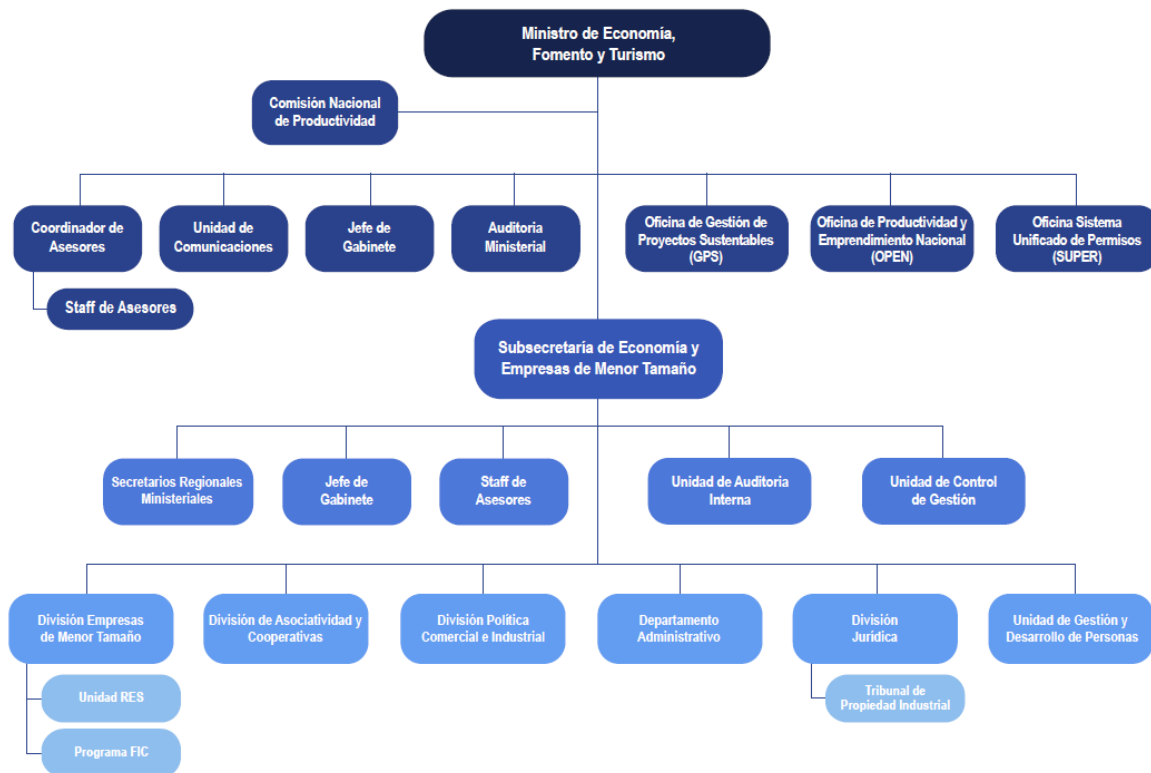 Ministro de Economía,
Fomento y Turismo
Comisión Nacional
de Productividad
Coordinador de
Asesores
Unidad de
Comunicaciones
Jefe de
Gabinete
Auditoria
Ministerial
Oficina de Gestión de
Proyectos Sustentables
(GPS)
Oficina de Productividad y
Emprendimiento Nacional
(OPEN)
Oficina Sistema
Unificado de Permisos
(SUPER)
Staff de Asesores
Subsecretaría de Economía y
Empresas de Menor Tamaño
Secretarios Regionales
Ministeriales
Jefe de
Gabinete
Staff de
Asesores
Unidad de Auditoria
Interna
Unidad de Control
de Gestión
División Empresas
de Menor Tamaño
División de Asociatividad y
Cooperativas
División Política
Comercial e Industrial
Departamento
Administrativo
División
Jurídica
Unidad de Gestión y
Desarrollo de Personas
Unidad RES
Tribunal de
Propiedad Industrial
Programa FIC